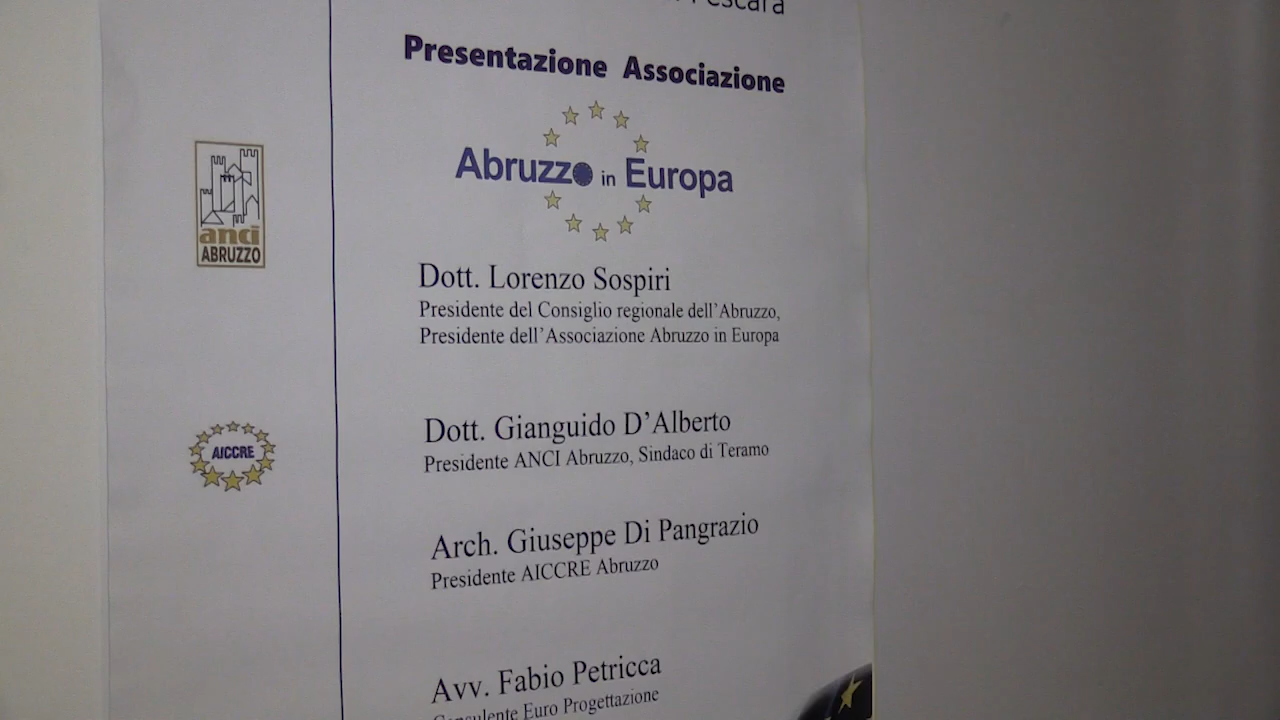 Pescara
Presentazione Associazione
Abruzzo in Europa
anci
ABRUZZO
Dott. Lorenzo Sospiri
Presidente del Consiglio regionale dell'Abruzzo,
Presidente dell'Associazione Abruzzo in Europa
Dott. Gianguido D'Alberto
Presidente ANCI Abruzzo, Sindaco di Teramo
AICCRE
Arch. Giuseppe Di Pangrazio
Presidente AICCRE Abruzzo
Avv. Fabio Petricca
Consulente Euro Progettazione